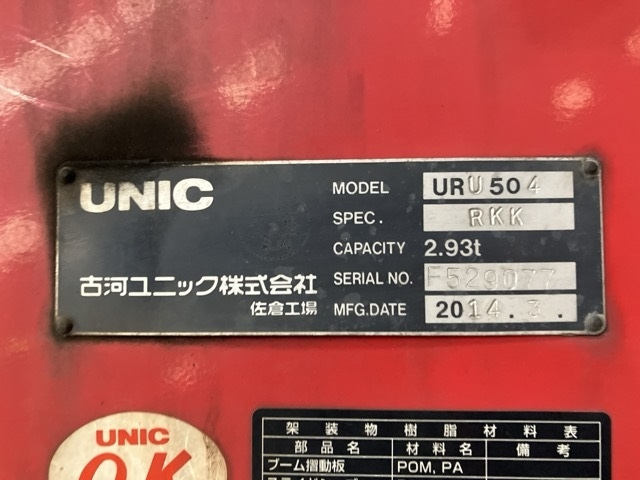 UNIC
MODEL URU504
SPEC. RKK
CAPACITY 2.93t
SERIAL NO. F529077
MFG.DATE 2014.3.
古河ユニック株式会社
佐倉工場
UNIC
OK
架装物樹脂材料表
部品名 材料名 備考
ブーム摺動板 POM, PA